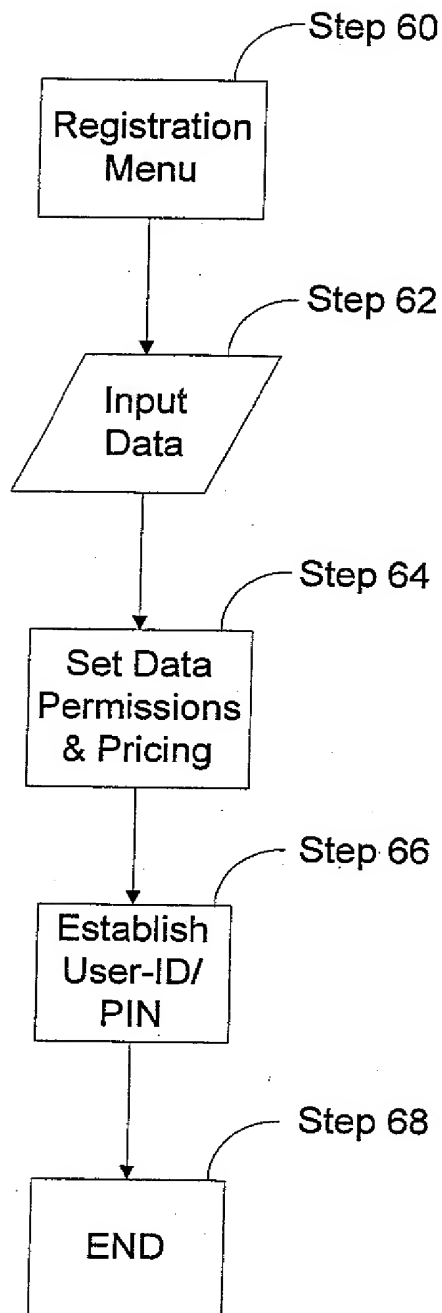 Step 60
Registration
Menu
Step 62
Input
Data
Step 64
Set Data
Permissions
& Pricing
Step 66
Establish
User-ID/
PIN
Step 68
END